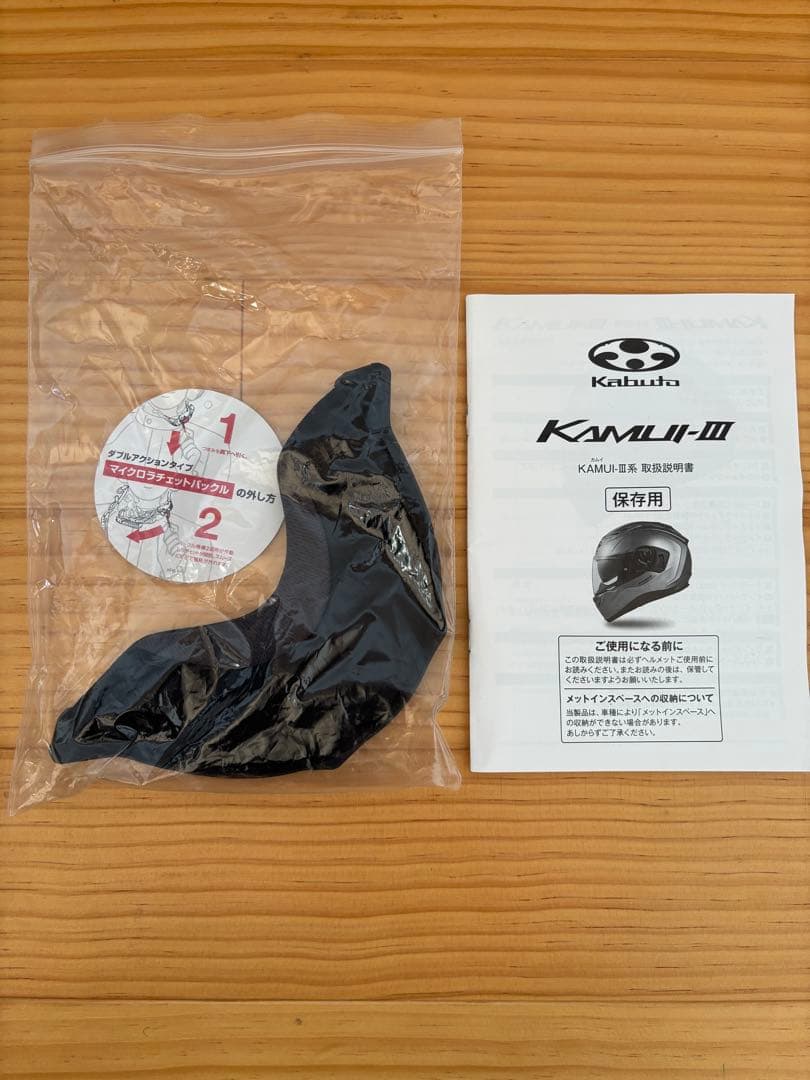 1
つまみを真下へ引く。
ダブルアクションタイプ
マイクロラチェットバックル の外し方
2
Kabuto
KAMUI-III
カムイ
KAMUI-Ⅲ系 取扱説明書
保存用
ご使用になる前に
この取扱説明書は必ずヘルメットご使用前に
お読みください。またお読みの後は、保管して
くださいますようお願いいたします。
メットインスペースへの収納について
当製品は、車種により「メットインスペース」へ
の収納ができない場合があります。
あしからずご了承ください。